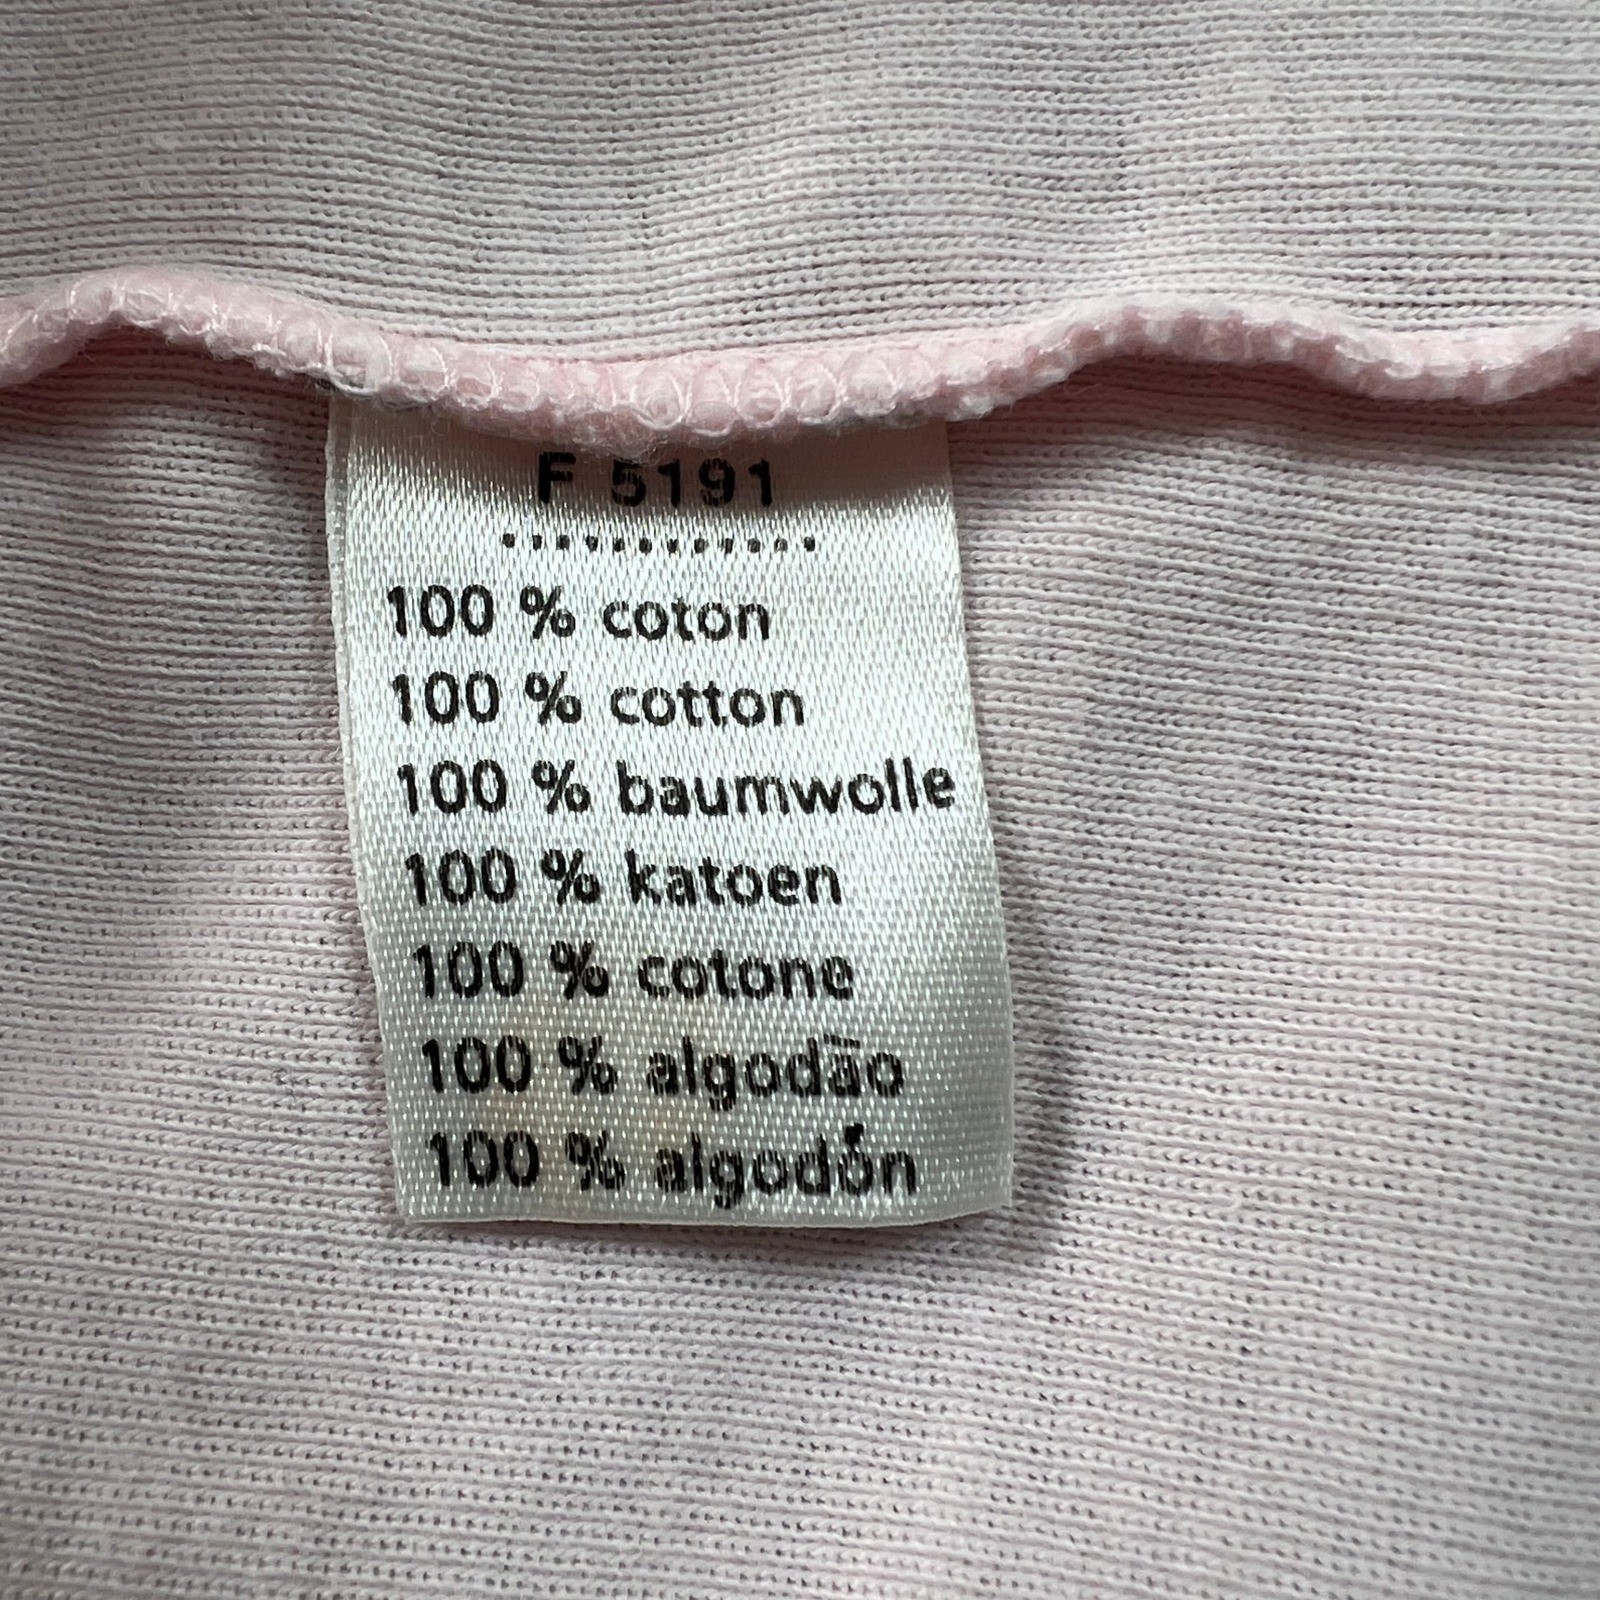 F 5191
.............
100 % coton
100 % cotton
100 % baumwolle
100 % katoen
100 % cotone
100 % algodão
100 % algodón